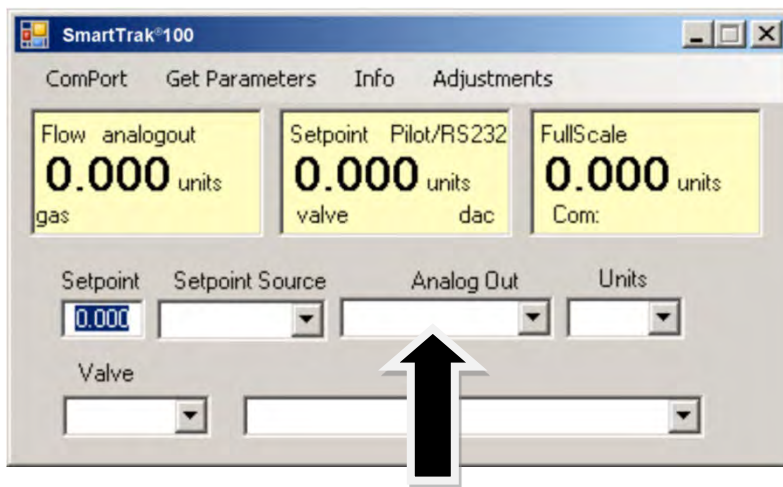 SmartTrak®100
ComPort Get Parameters Info Adjustments
Flow analogout
0.000 units
gas
Setpoint Pilot/RS232
0.000 units
valve dac
FullScale
0.000 units
Com:
Setpoint Setpoint Source Analog Out Units
0.000
Valve